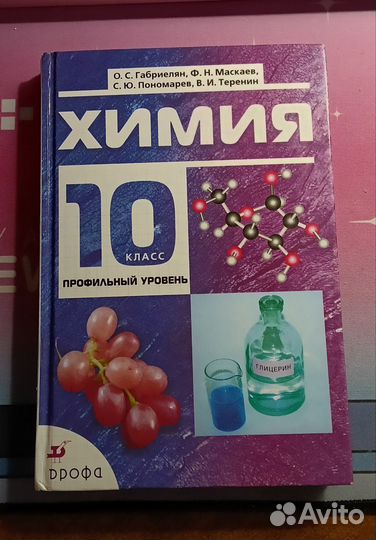 О. С. Габриелян, Ф. Н. Маскаев,
С. Ю. Пономарев, В. И. Теренин
ХИМИЯ
10
КЛАСС
ПРОФИЛЬНЫЙ УРОВЕНЬ
ГЛИЦЕРИН
дрофа
Avito